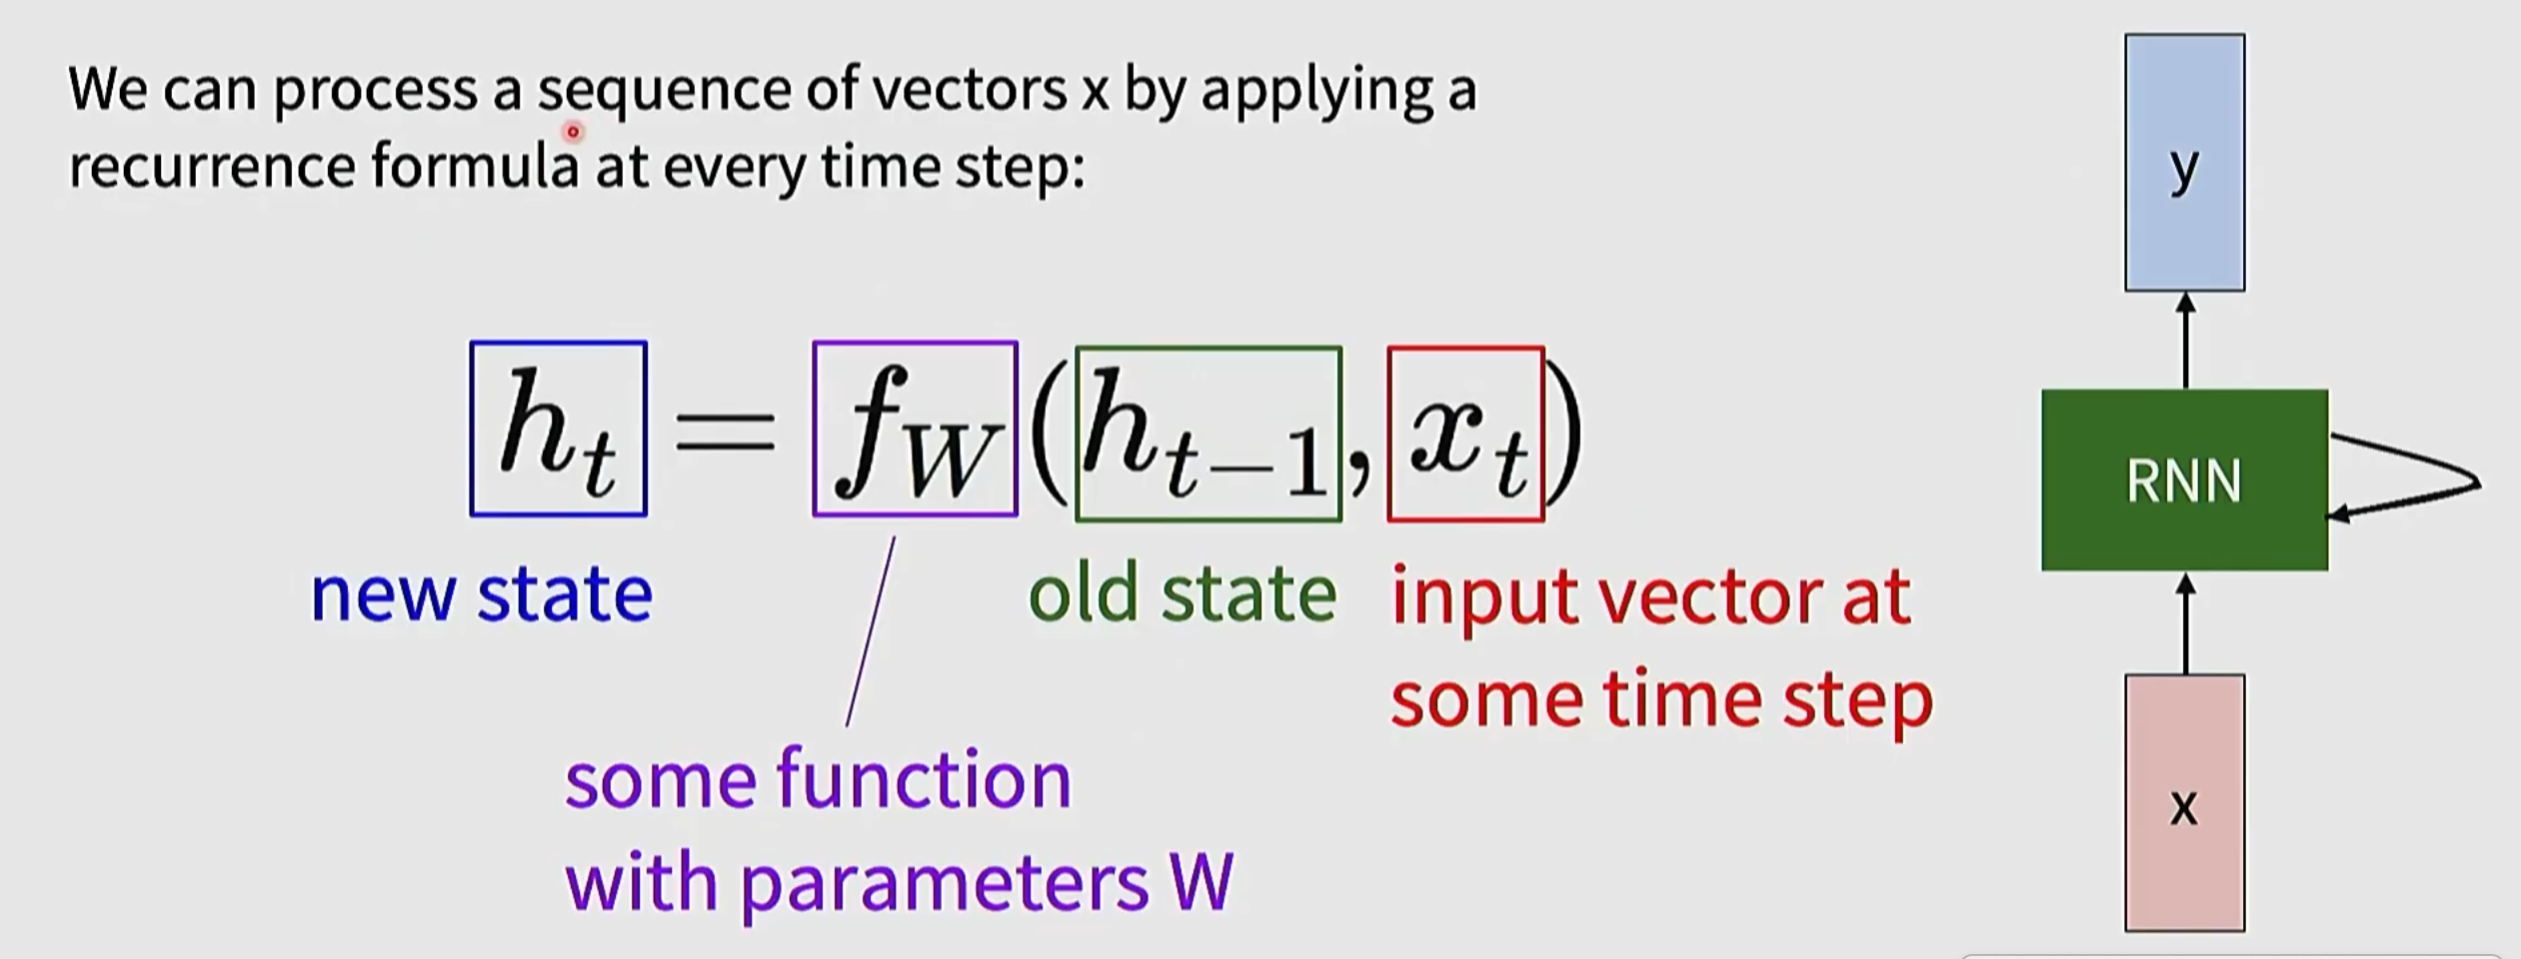 We can process a sequence of vectors x by applying a
recurrence formula at every time step:
h_t = f_W(h_{t-1}, x_t)
new state
old state
input vector at
some time step
some function
with parameters W
y
RNN
x